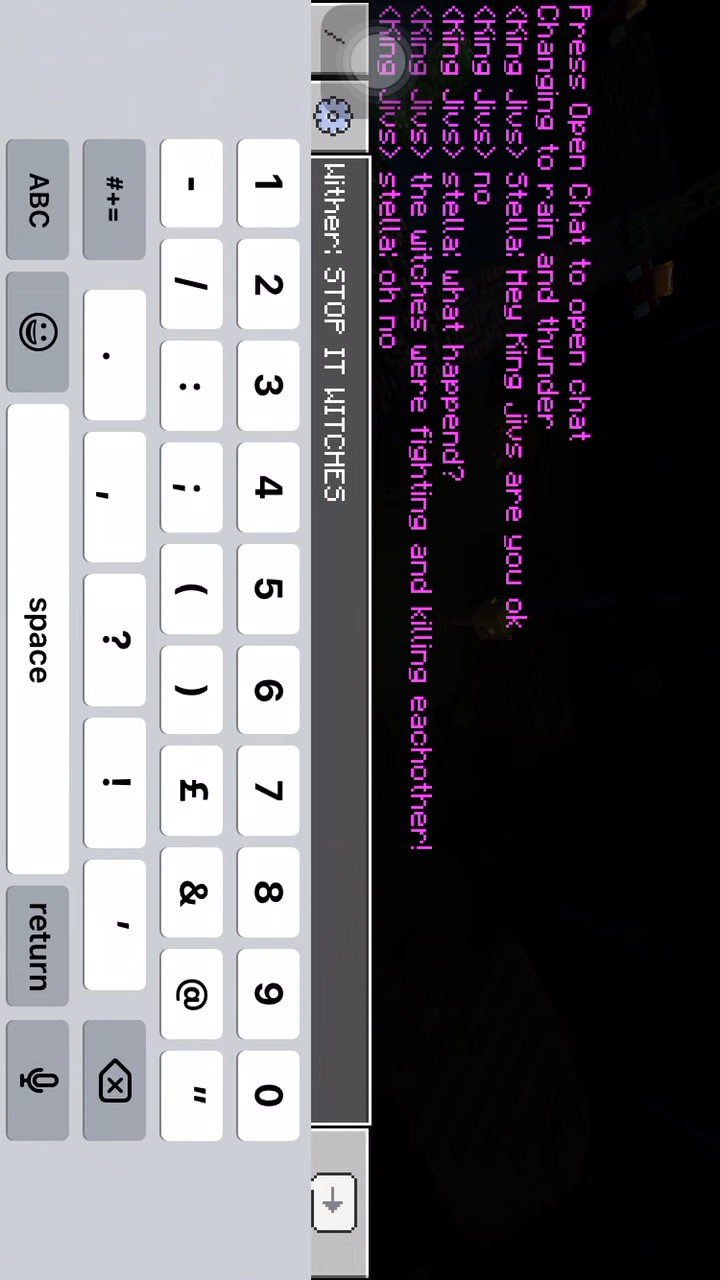 Press Open Chat to open chat
Changing to rain and thunder
<King Jivs> Stella: Hey King Jivs are you ok
<King Jivs> no
<King Jivs> stella: what happend?
<King Jivs> the witches were fighting and killing eachother!
<King Jivs> stella: oh no
/
Wither: STOP IT WITCHES
1 2 3 4 5 6 7 8 9 0
- / : ; ( ) £ & @ "
#+= . , ? ! '
ABC space return